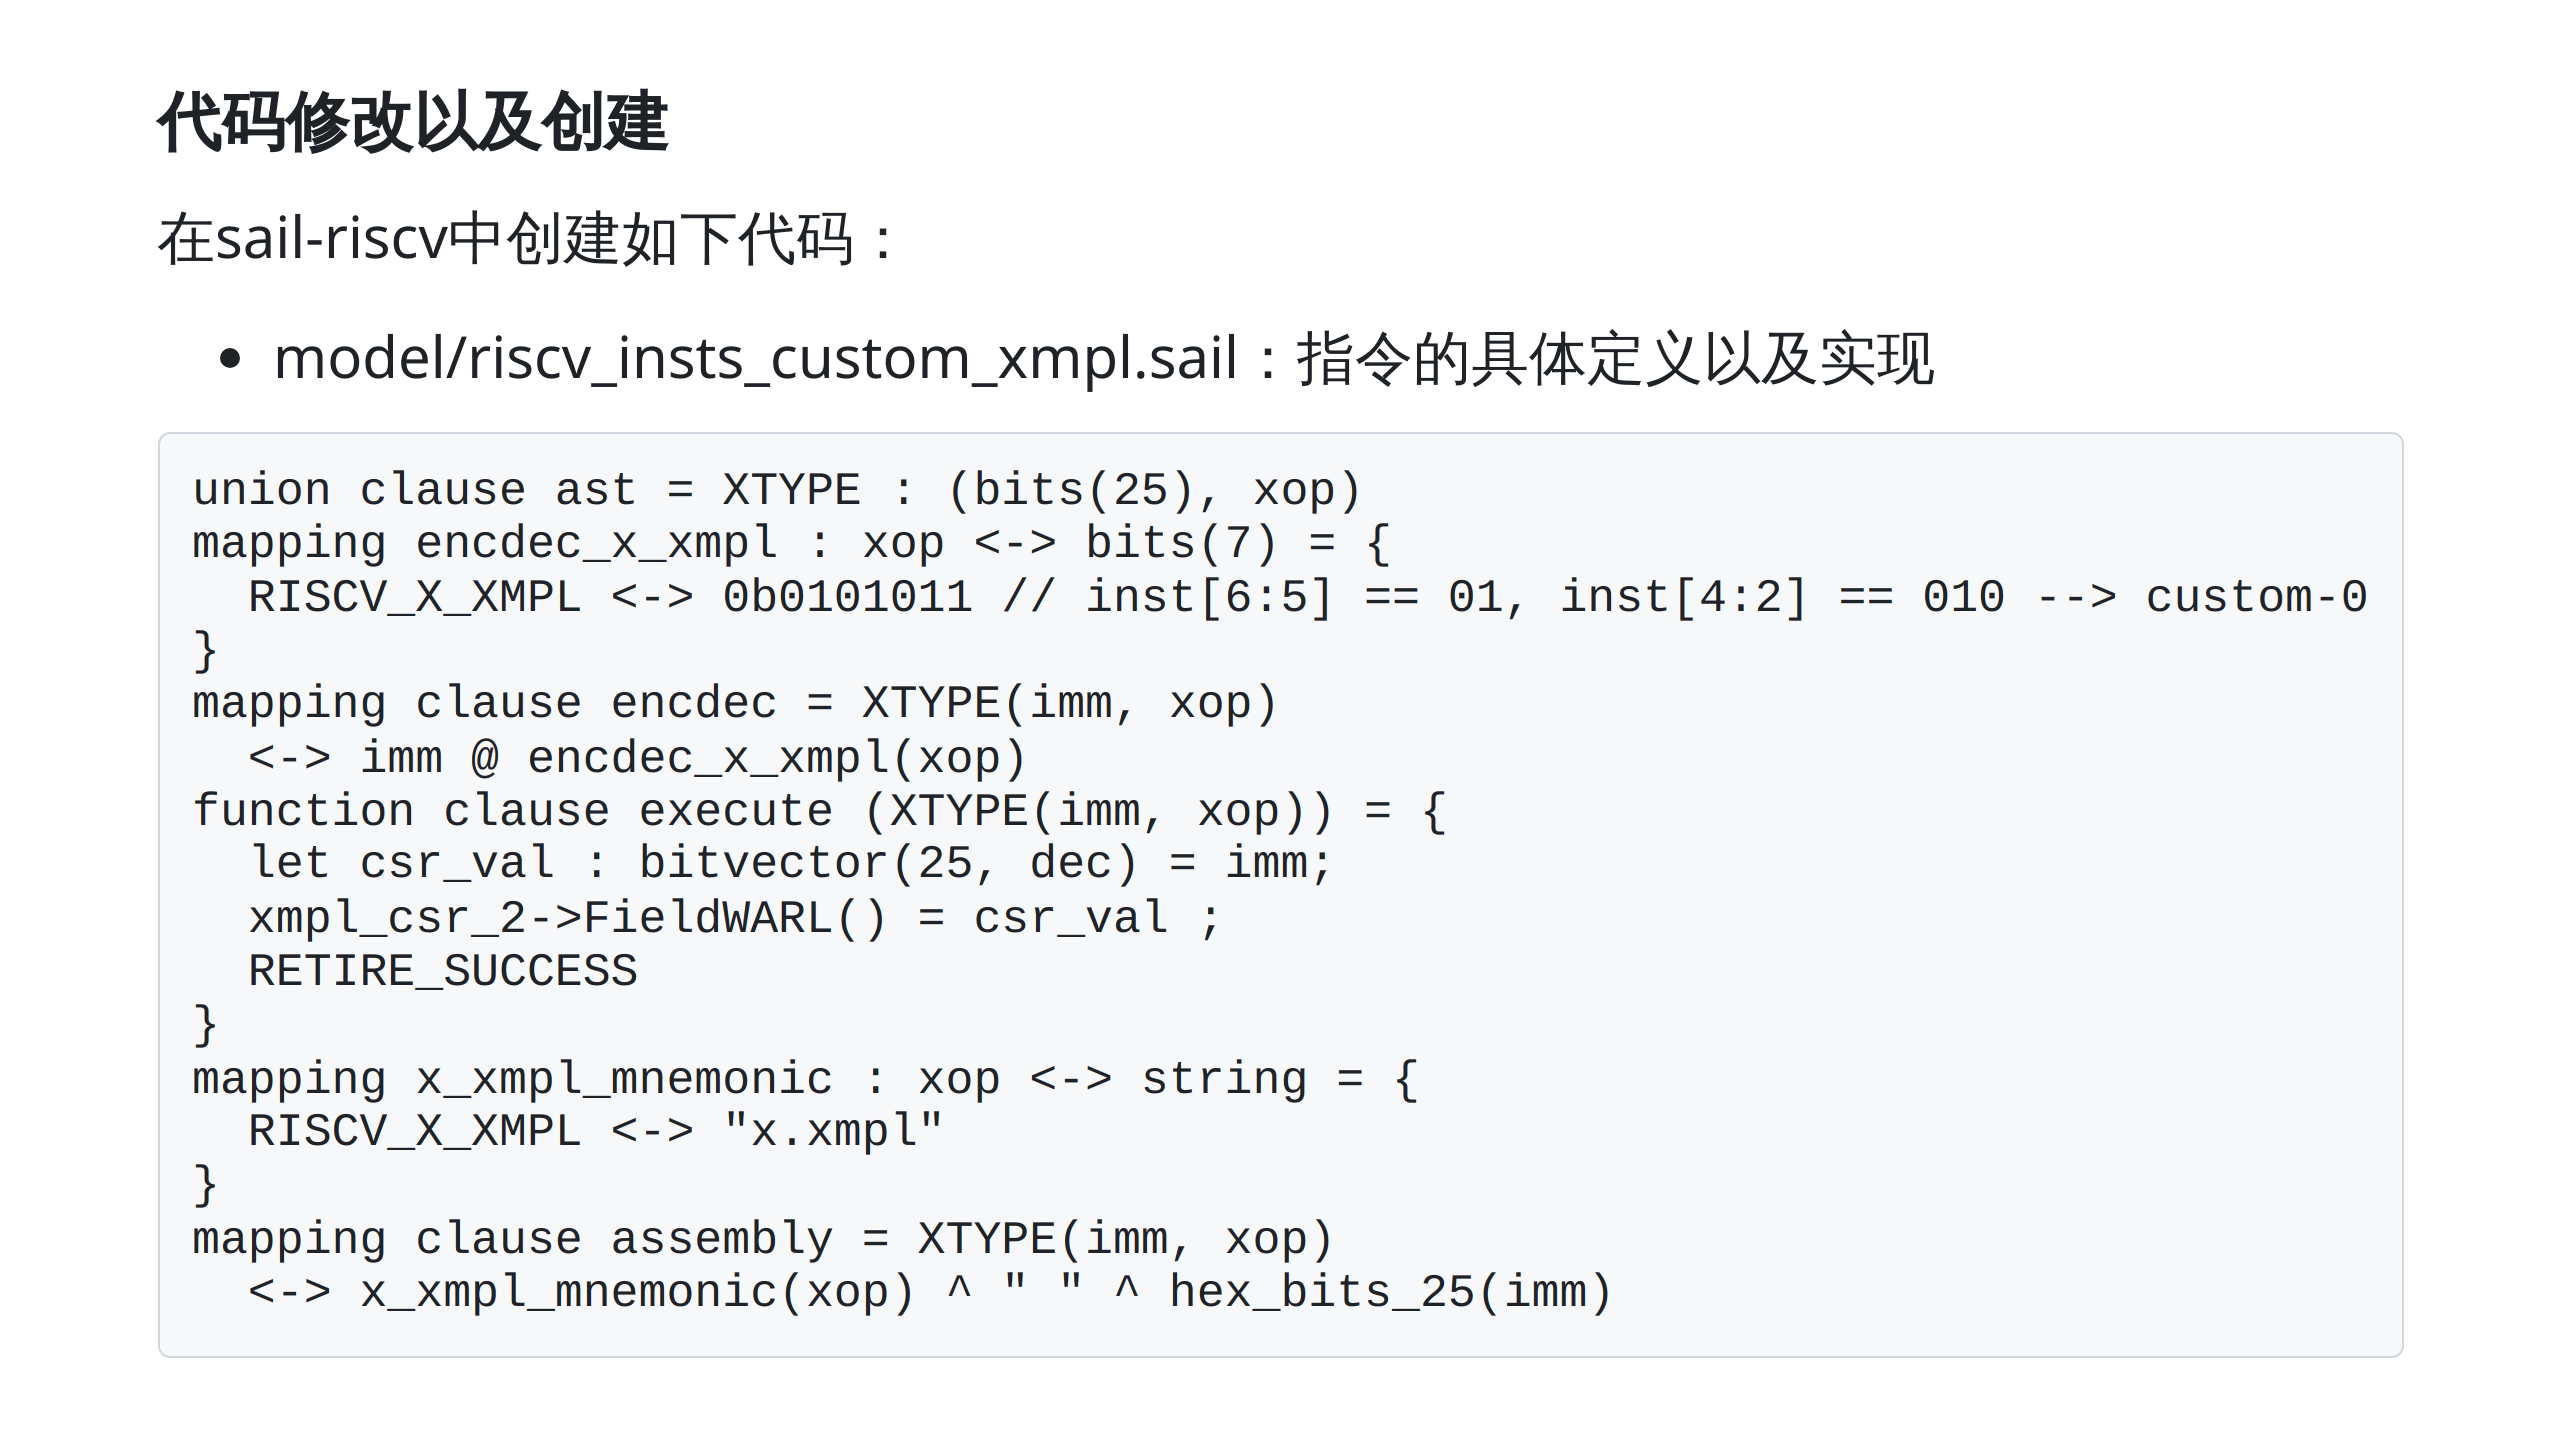 代码修改以及创建
在sail-riscv中创建如下代码：
• model/riscv_insts_custom_xmpl.sail：指令的具体定义以及实现
union clause ast = XTYPE : (bits(25), xop)
mapping encdec_x_xmpl : xop <-> bits(7) = {
  RISCV_X_XMPL <-> 0b0101011 // inst[6:5] == 01, inst[4:2] == 010 --> custom-0
}
mapping clause encdec = XTYPE(imm, xop)
  <-> imm @ encdec_x_xmpl(xop)
function clause execute (XTYPE(imm, xop)) = {
  let csr_val : bitvector(25, dec) = imm;
  xmpl_csr_2->FieldWARL() = csr_val ;
  RETIRE_SUCCESS
}
mapping x_xmpl_mnemonic : xop <-> string = {
  RISCV_X_XMPL <-> "x.xmpl"
}
mapping clause assembly = XTYPE(imm, xop)
  <-> x_xmpl_mnemonic(xop) ^ " " ^ hex_bits_25(imm)